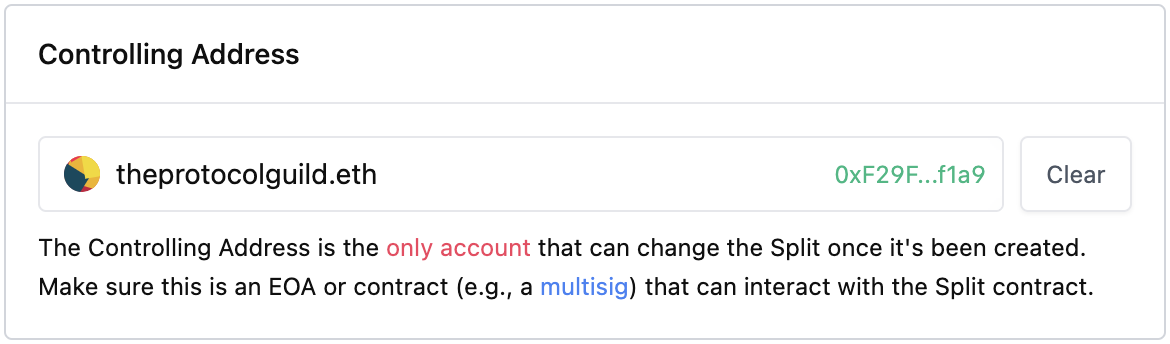 Controlling Address
theprotocolguild.eth 0xF29F...f1a9 Clear
The Controlling Address is the only account that can change the Split once it's been created.
Make sure this is an EOA or contract (e.g., a multisig) that can interact with the Split contract.